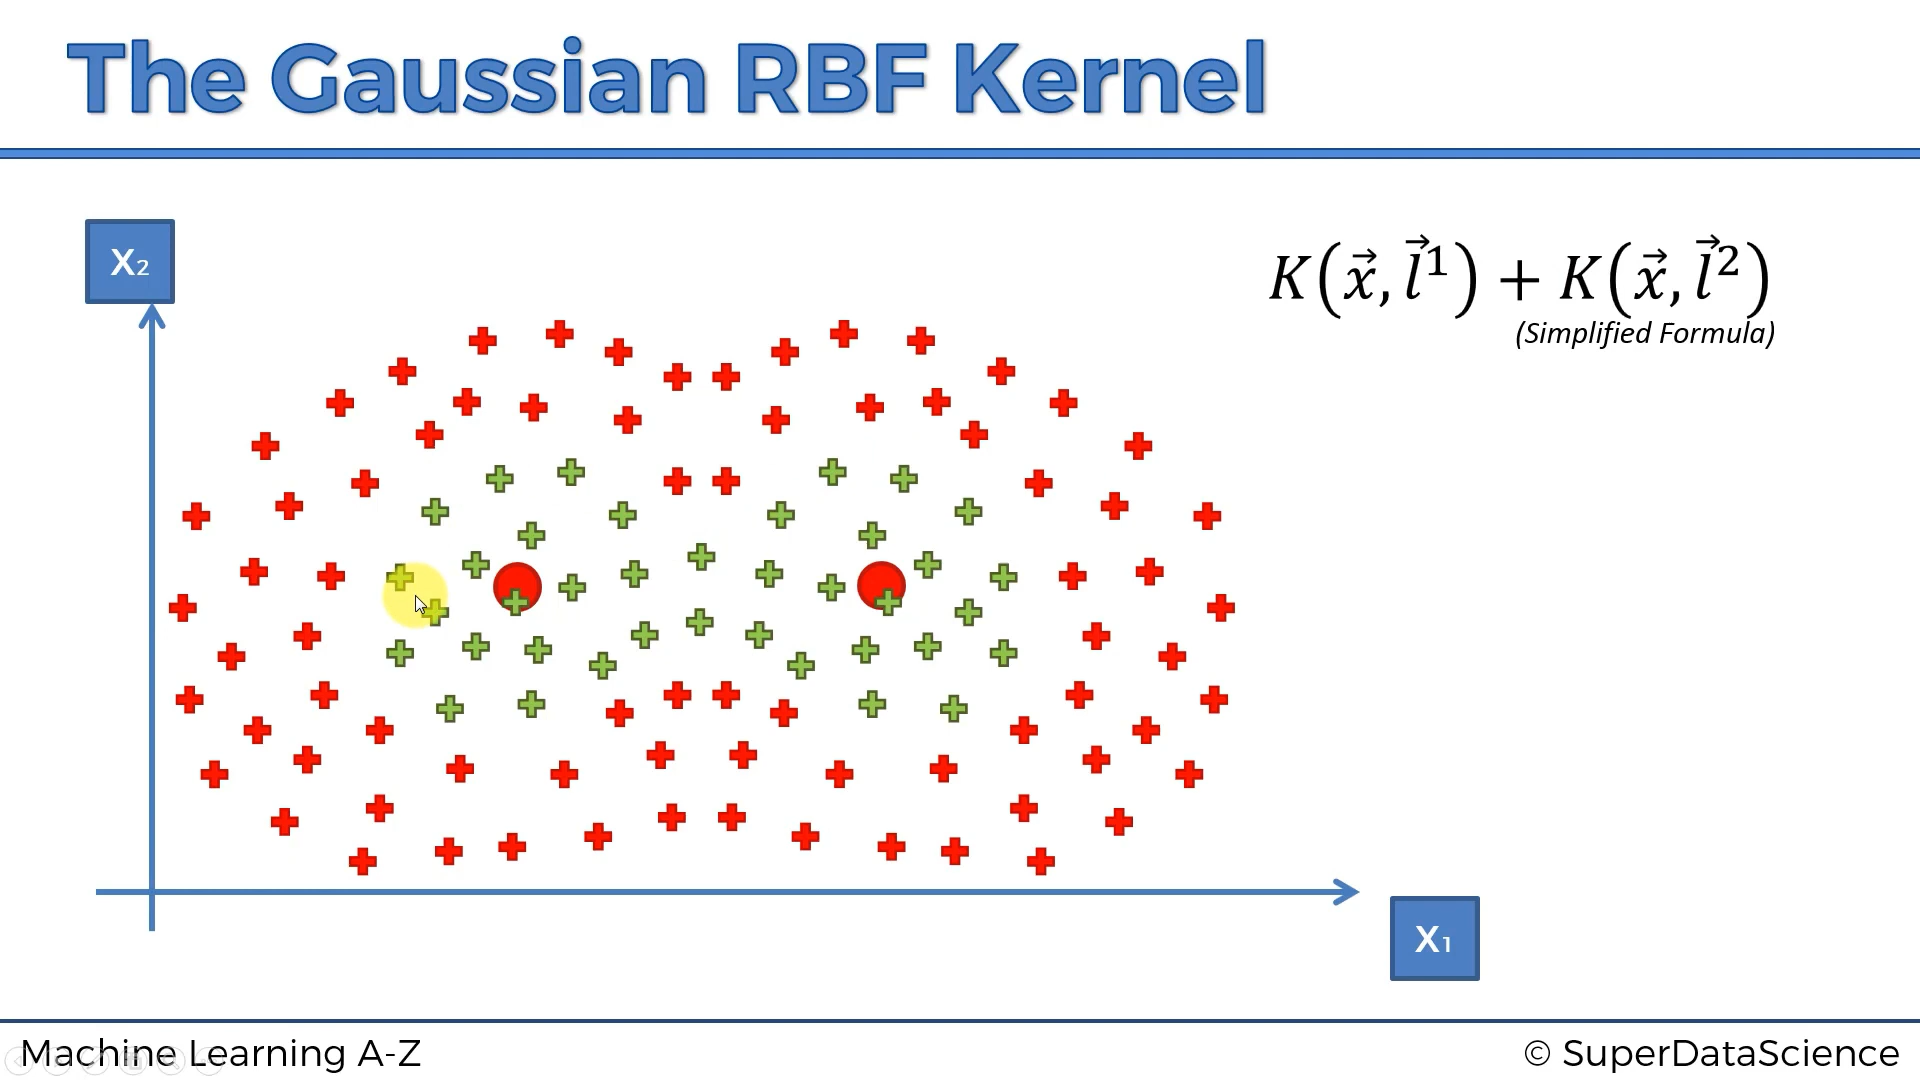 The Gaussian RBF Kernel
X₂
K(x⃗, l⃗¹) + K(x⃗, l⃗²)
(Simplified Formula)
X₁
Machine Learning A-Z
© SuperDataScience